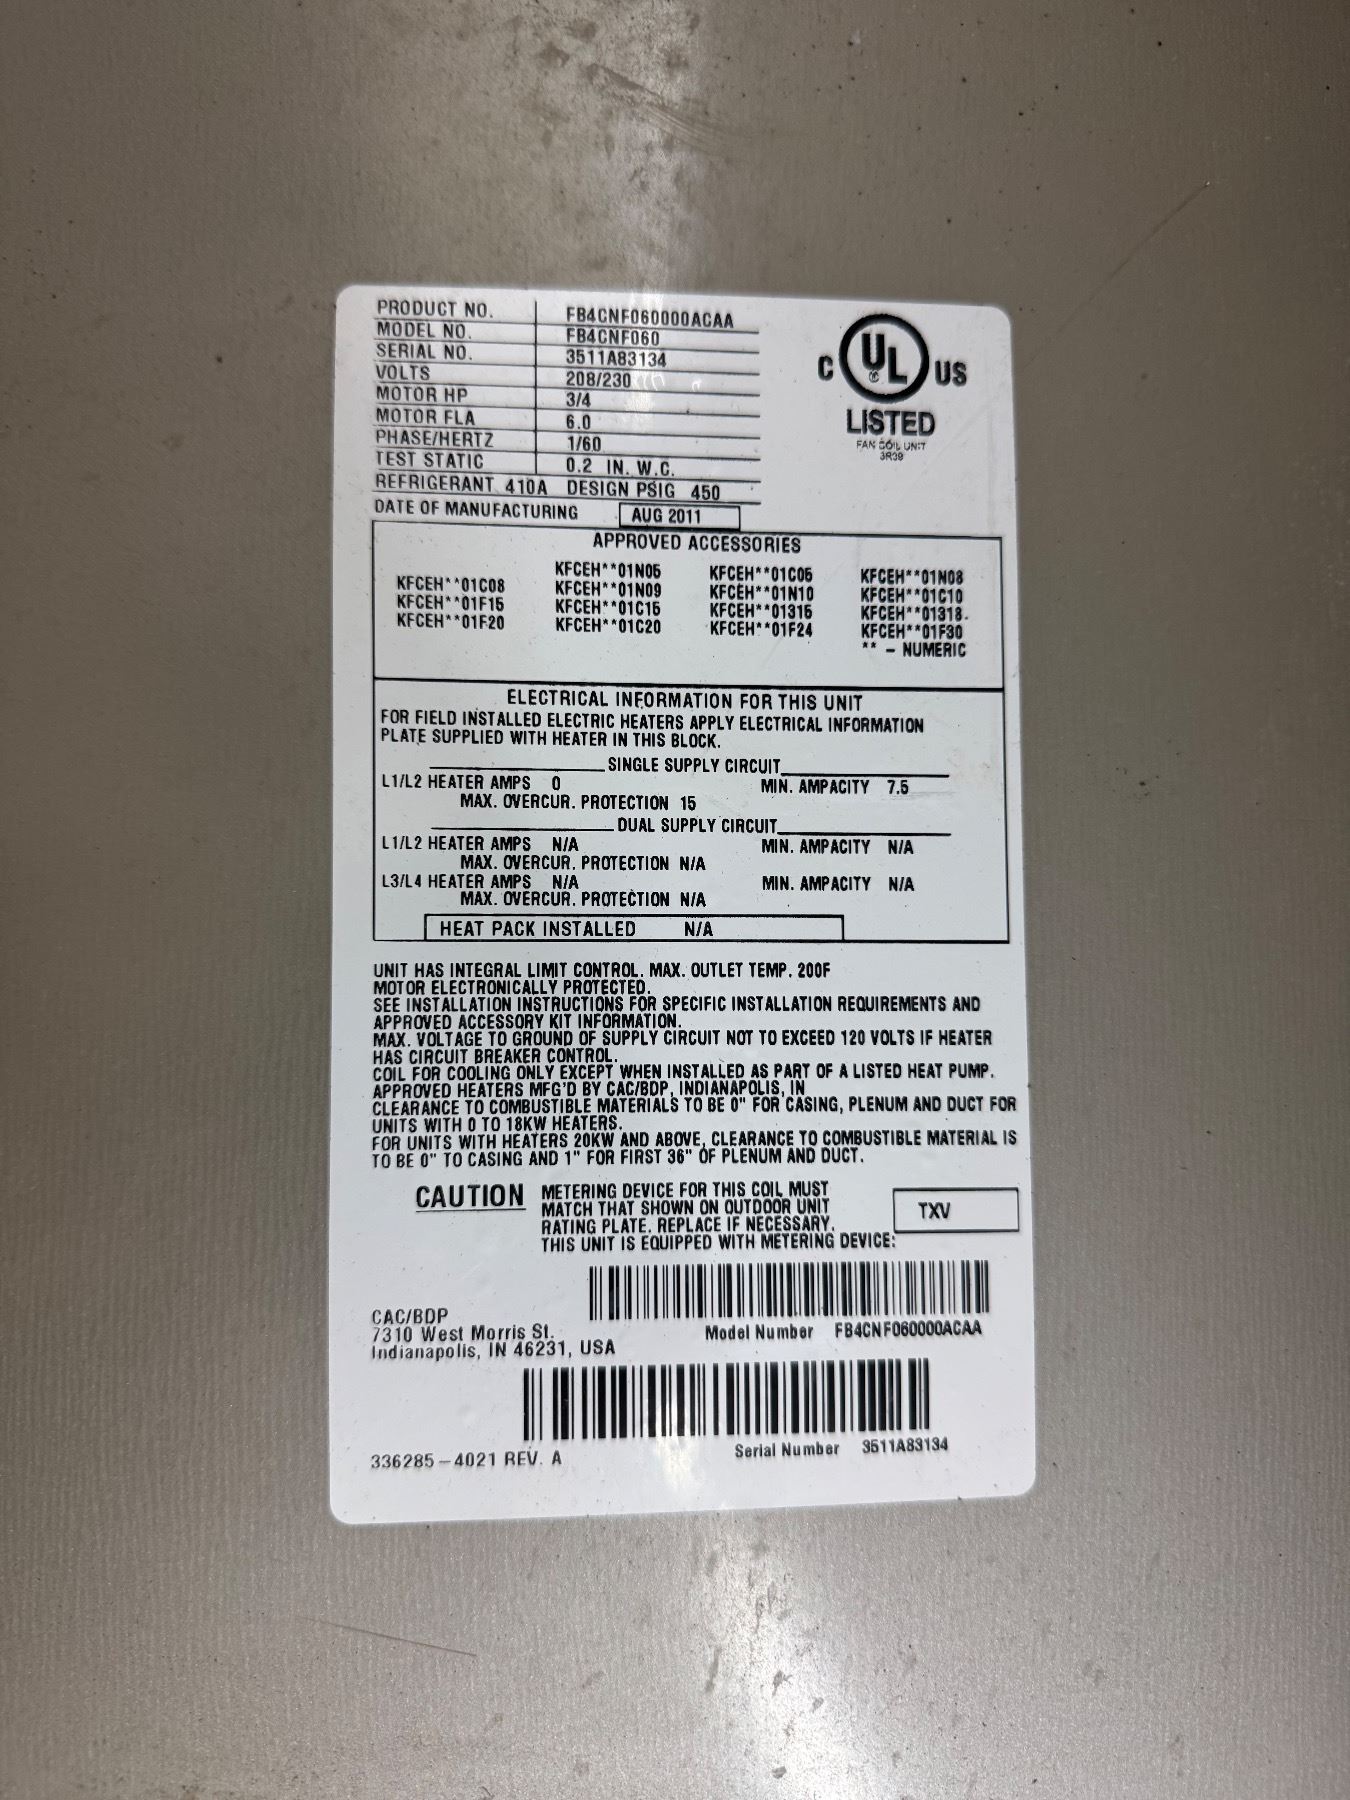 PRODUCT NO. FB4CNF060000ACAA
MODEL NO. FB4CNF060
SERIAL NO. 3511A83134
VOLTS 208/230
MOTOR HP 3/4
MOTOR FLA 6.0
PHASE/HERTZ 1/60
TEST STATIC 0.2 IN. W.C.
REFRIGERANT 410A DESIGN PSIG 450
DATE OF MANUFACTURING AUG 2011
C UL US
LISTED
FAN COIL UNIT
3R39
APPROVED ACCESSORIES
KFCEH**01C08 KFCEH**01N05 KFCEH**01C05 KFCEH**01N08
KFCEH**01F15 KFCEH**01N09 KFCEH**01N10 KFCEH**01C10
KFCEH**01F20 KFCEH**01C15 KFCEH**01315 KFCEH**01318
KFCEH**01C20 KFCEH**01F24 KFCEH**01F30
** - NUMERIC
ELECTRICAL INFORMATION FOR THIS UNIT
FOR FIELD INSTALLED ELECTRIC HEATERS APPLY ELECTRICAL INFORMATION
PLATE SUPPLIED WITH HEATER IN THIS BLOCK.
SINGLE SUPPLY CIRCUIT
L1/L2 HEATER AMPS 0 MIN. AMPACITY 7.5
MAX. OVERCUR. PROTECTION 15
DUAL SUPPLY CIRCUIT
L1/L2 HEATER AMPS N/A MIN. AMPACITY N/A
MAX. OVERCUR. PROTECTION N/A
L3/L4 HEATER AMPS N/A MIN. AMPACITY N/A
MAX. OVERCUR. PROTECTION N/A
HEAT PACK INSTALLED N/A
UNIT HAS INTEGRAL LIMIT CONTROL. MAX. OUTLET TEMP. 200F
MOTOR ELECTRONICALLY PROTECTED.
SEE INSTALLATION INSTRUCTIONS FOR SPECIFIC INSTALLATION REQUIREMENTS AND
APPROVED ACCESSORY KIT INFORMATION.
MAX. VOLTAGE TO GROUND OF SUPPLY CIRCUIT NOT TO EXCEED 120 VOLTS IF HEATER
HAS CIRCUIT BREAKER CONTROL.
COIL FOR COOLING ONLY EXCEPT WHEN INSTALLED AS PART OF A LISTED HEAT PUMP.
APPROVED HEATERS MFG'D BY CAC/BDP, INDIANAPOLIS, IN
CLEARANCE TO COMBUSTIBLE MATERIALS TO BE 0" FOR CASING, PLENUM AND DUCT FOR
UNITS WITH 0 TO 18KW HEATERS.
FOR UNITS WITH HEATERS 20KW AND ABOVE, CLEARANCE TO COMBUSTIBLE MATERIAL IS
TO BE 0" TO CASING AND 1" FOR FIRST 36" OF PLENUM AND DUCT.
CAUTION METERING DEVICE FOR THIS COIL MUST
MATCH THAT SHOWN ON OUTDOOR UNIT
RATING PLATE. REPLACE IF NECESSARY.
THIS UNIT IS EQUIPPED WITH METERING DEVICE: TXV
CAC/BDP
7310 West Morris St.
Indianapolis, IN 46231, USA
Model Number FB4CNF060000ACAA
Serial Number 3511A83134
336285-4021 REV. A